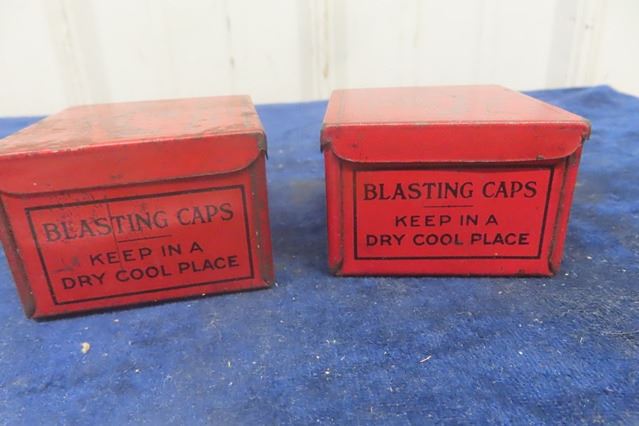 BLASTING CAPS
KEEP IN A
DRY COOL PLACE
BLASTING CAPS
KEEP IN A
DRY COOL PLACE